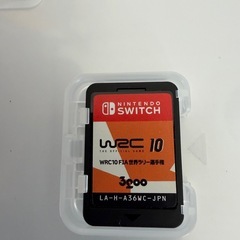 NINTENDO
SWITCH
WRC 10
THE OFFICIAL GAME
WRC10 FIA 世界ラリー選手権
3goo
LA-H-A36WC-JPN